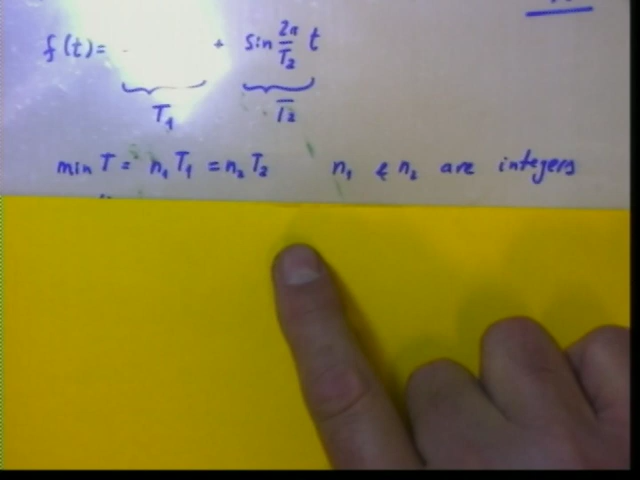 f(t)= + sin 2π/T₂ t
T₁ T₂
min T = n₁T₁ = n₂T₂ n₁ & n₂ are integers